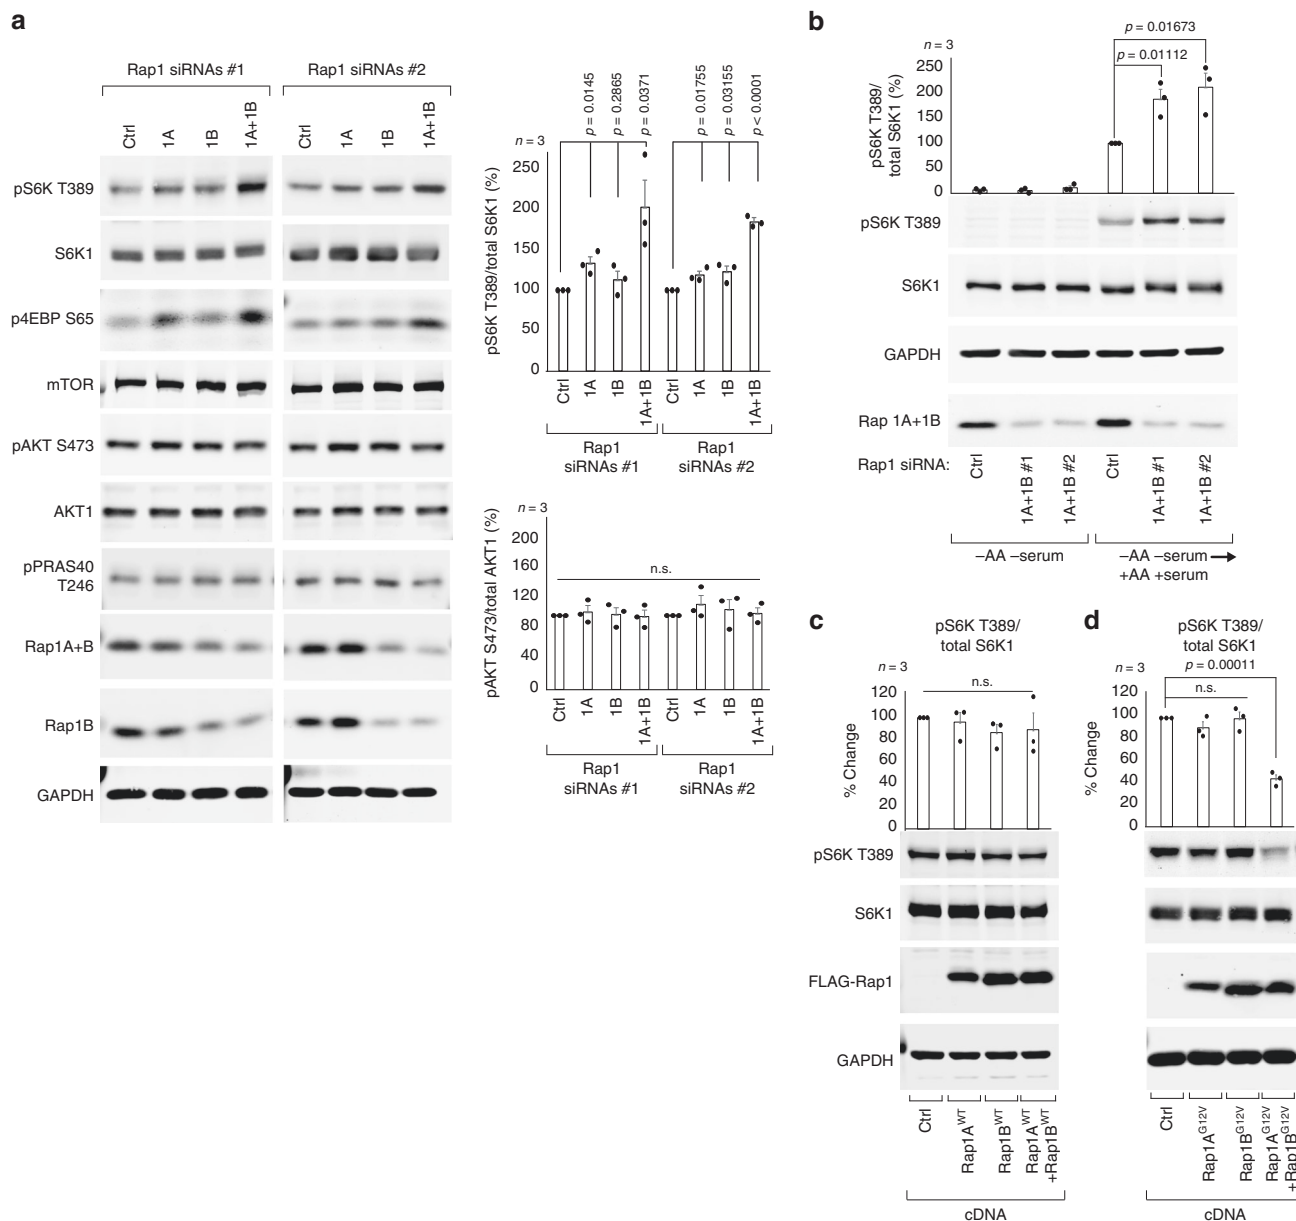 a
Rap1 siRNAs #1
Rap1 siRNAs #2
Ctrl
1A
1B
1A+1B
Ctrl
1A
1B
1A+1B
pS6K T389
S6K1
p4EBP S65
mTOR
pAKT S473
AKT1
pPRAS40
T246
Rap1A+B
Rap1B
GAPDH
p = 0.0145
p = 0.2865
p = 0.0371
p = 0.01755
p = 0.03155
p < 0.0001
n = 3
pS6K T389/total S6K1 (%)
250
200
150
100
50
0
Ctrl
1A
1B
1A+1B
Ctrl
1A
1B
1A+1B
Rap1
siRNAs #1
Rap1
siRNAs #2
n = 3
pAKT S473/total AKT1 (%)
200
160
120
80
40
0
n.s.
Ctrl
1A
1B
1A+1B
Ctrl
1A
1B
1A+1B
Rap1
siRNAs #1
Rap1
siRNAs #2
b
p = 0.01673
p = 0.01112
n = 3
pS6K T389/
total S6K1 (%)
250
200
150
100
50
0
pS6K T389
S6K1
GAPDH
Rap 1A+1B
Rap1 siRNA:
Ctrl
1A+1B #1
1A+1B #2
Ctrl
1A+1B #1
1A+1B #2
–AA –serum
–AA –serum →
+AA +serum
c
pS6K T389/
total S6K1
n = 3
n.s.
% Change
120
100
80
60
40
20
0
pS6K T389
S6K1
FLAG-Rap1
GAPDH
Ctrl
Rap1A^WT
Rap1B^WT
Rap1A^WT
+Rap1B^WT
cDNA
d
pS6K T389/
total S6K1
n = 3
p = 0.00011
n.s.
% Change
120
100
80
60
40
20
0
Ctrl
Rap1A^G12V
Rap1B^G12V
Rap1A^G12V
+Rap1B^G12V
cDNA